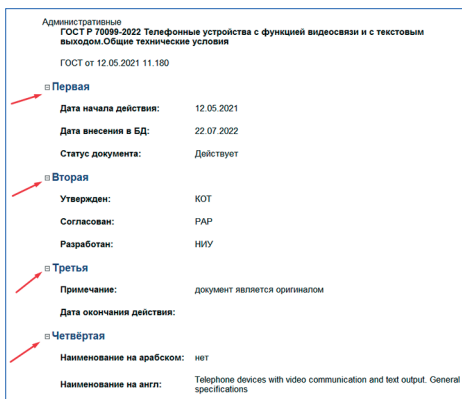 Административные
ГОСТ Р 70099-2022 Телефонные устройства с функцией видеосвязи и с текстовым
выходом.Общие технические условия
ГОСТ от 12.05.2021 11.180
Первая
Дата начала действия: 12.05.2021
Дата внесения в БД: 22.07.2022
Статус документа: Действует
Вторая
Утвержден: КОТ
Согласован: РАР
Разработан: НИУ
Третья
Примечание: документ является оригиналом
Дата окончания действия:
Четвёртая
Наименование на арабском: нет
Наименование на англ: Telephone devices with video communication and text output. General
specifications